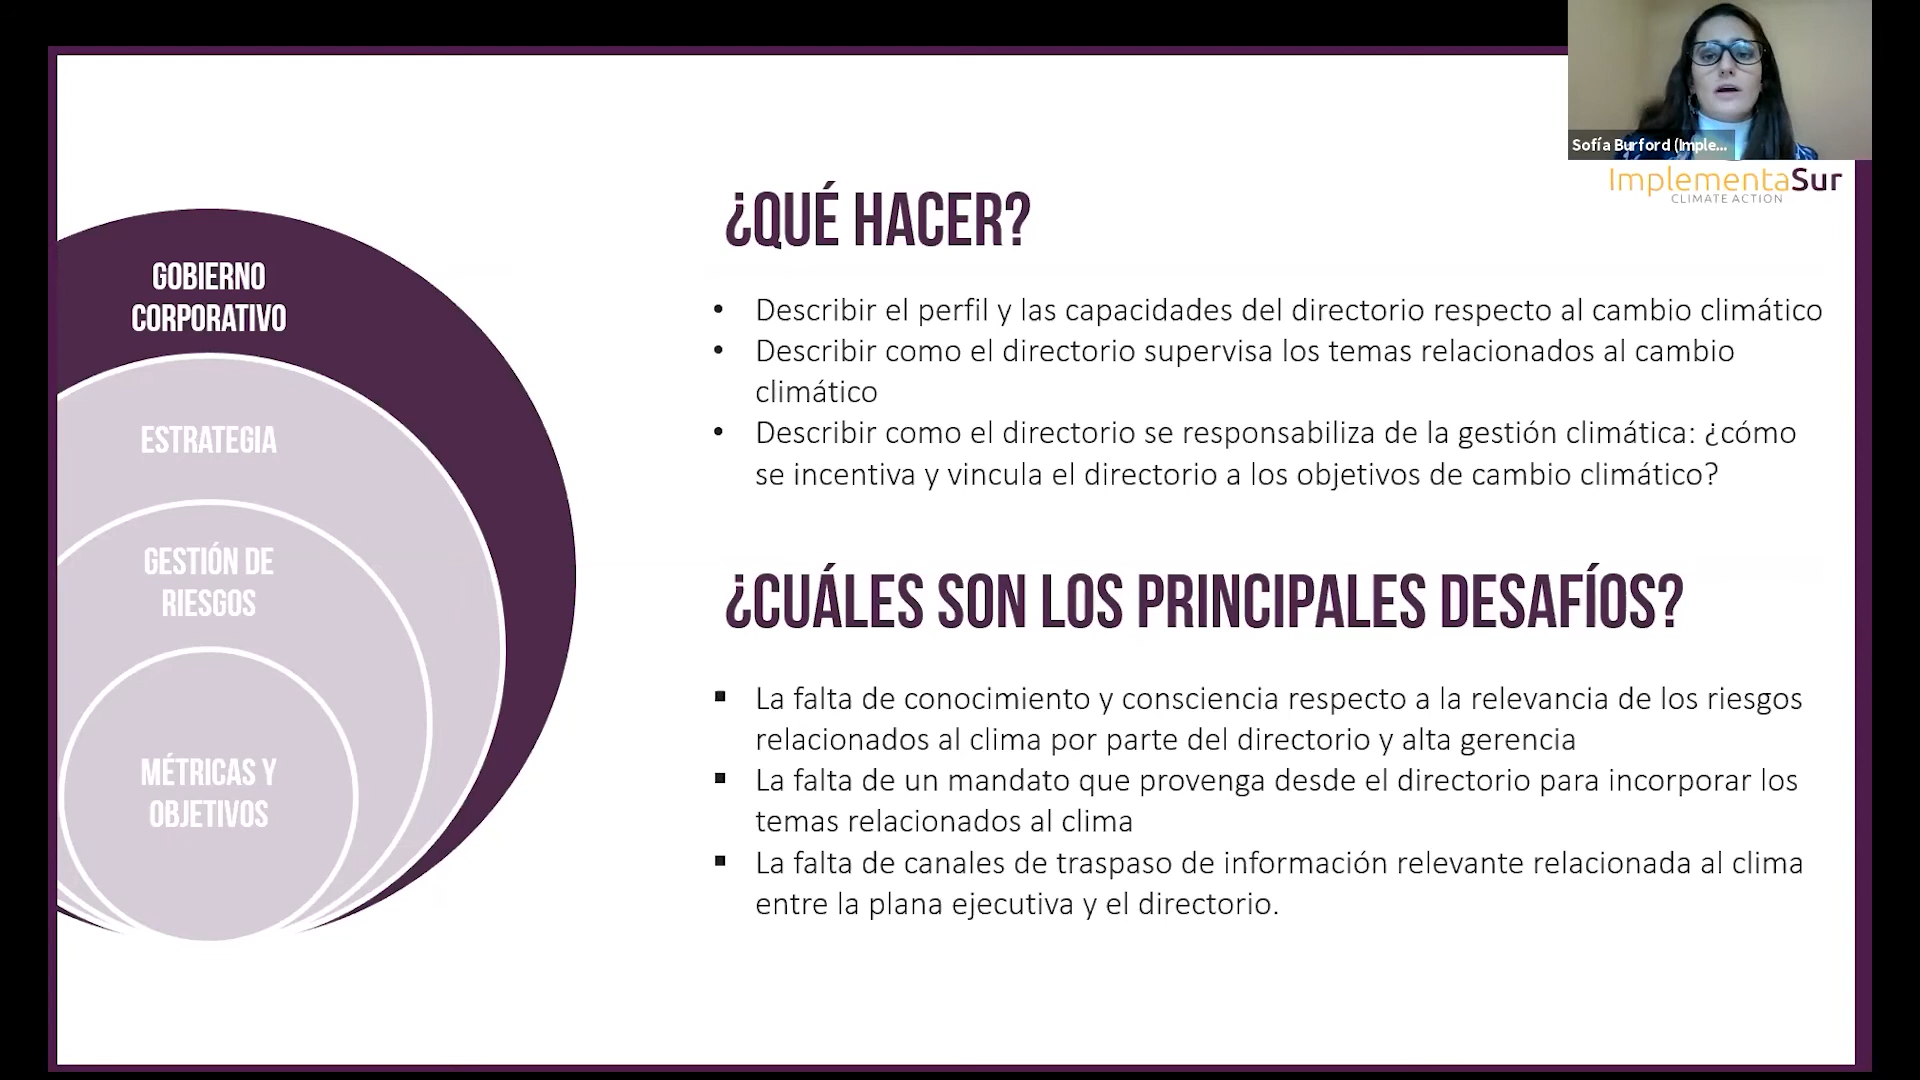 Sofía Burford (Imple...
ImplementaSur
CLIMATE ACTION
GOBIERNO
CORPORATIVO
ESTRATEGIA
GESTIÓN DE
RIESGOS
MÉTRICAS Y
OBJETIVOS
¿QUÉ HACER?
• Describir el perfil y las capacidades del directorio respecto al cambio climático
• Describir como el directorio supervisa los temas relacionados al cambio
climático
• Describir como el directorio se responsabiliza de la gestión climática: ¿cómo
se incentiva y vincula el directorio a los objetivos de cambio climático?
¿CUÁLES SON LOS PRINCIPALES DESAFÍOS?
▪ La falta de conocimiento y consciencia respecto a la relevancia de los riesgos
relacionados al clima por parte del directorio y alta gerencia
▪ La falta de un mandato que provenga desde el directorio para incorporar los
temas relacionados al clima
▪ La falta de canales de traspaso de información relevante relacionada al clima
entre la plana ejecutiva y el directorio.